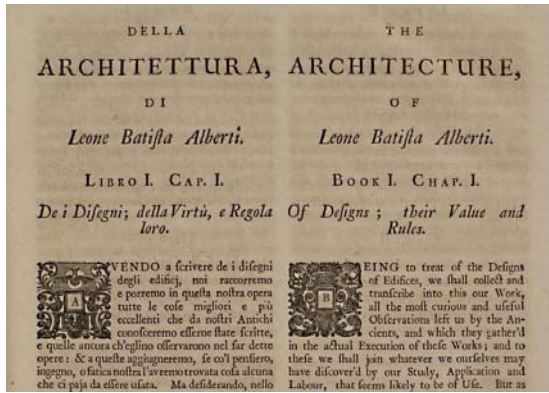 DELLA
ARCHITETTURA,
DI
Leone Batiſta Alberti.
LIBRO I. CAP. I.
De i Diſegni; della Virtù, e Regola
loro.
AVENDO a ſcrivere de i diſegni
degli edificj, noi raccorremo
e porremo in queſta noſtra opera
tutte le coſe migliori e più
eccellenti che da noſtri Antichi
conoſceremo eſſerne ſtate ſcritte,
e quelle ancora ch'eglino oſſervarono nel far dette
opere: & a queſte aggiugneremo, ſe co'l penſiero,
ingegno, o fatica noſtra l'avremo trovata coſa alcuna
che ci paja da eſſere uſata. Ma deſiderando, nello
THE
ARCHITECTURE,
OF
Leone Batiſta Alberti.
BOOK I. CHAP. I.
Of Deſigns; their Value and
Rules.
BEING to treat of the Deſigns
of Edifices, we ſhall collect and
tranſcribe into this our Work,
all the moſt curious and uſeful
Obſervations left us by the An-
cients, and which they gather'd
in the actual Execution of theſe Works; and to
theſe we ſhall join whatever we ourſelves may
have diſcover'd by our Study, Application and
Labour, that ſeems likely to be of Uſe. But as